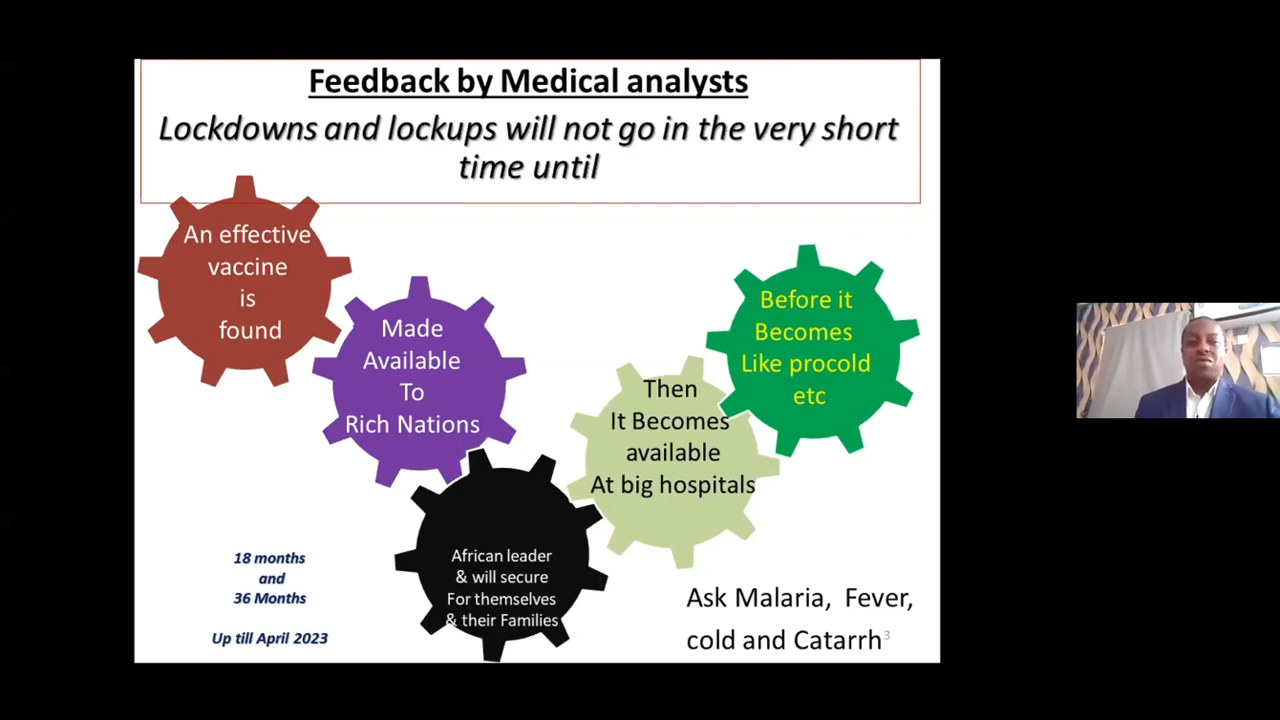 Feedback by Medical analysts
Lockdowns and lockups will not go in the very short
time until
An effective
vaccine
is
found
Made
Available
To
Rich Nations
African leader
& will secure
For themselves
& their Families
Then
It Becomes
available
At big hospitals
Before it
Becomes
Like procold
etc
18 months
and
36 Months
Up till April 2023
Ask Malaria, Fever,
cold and Catarrh
3